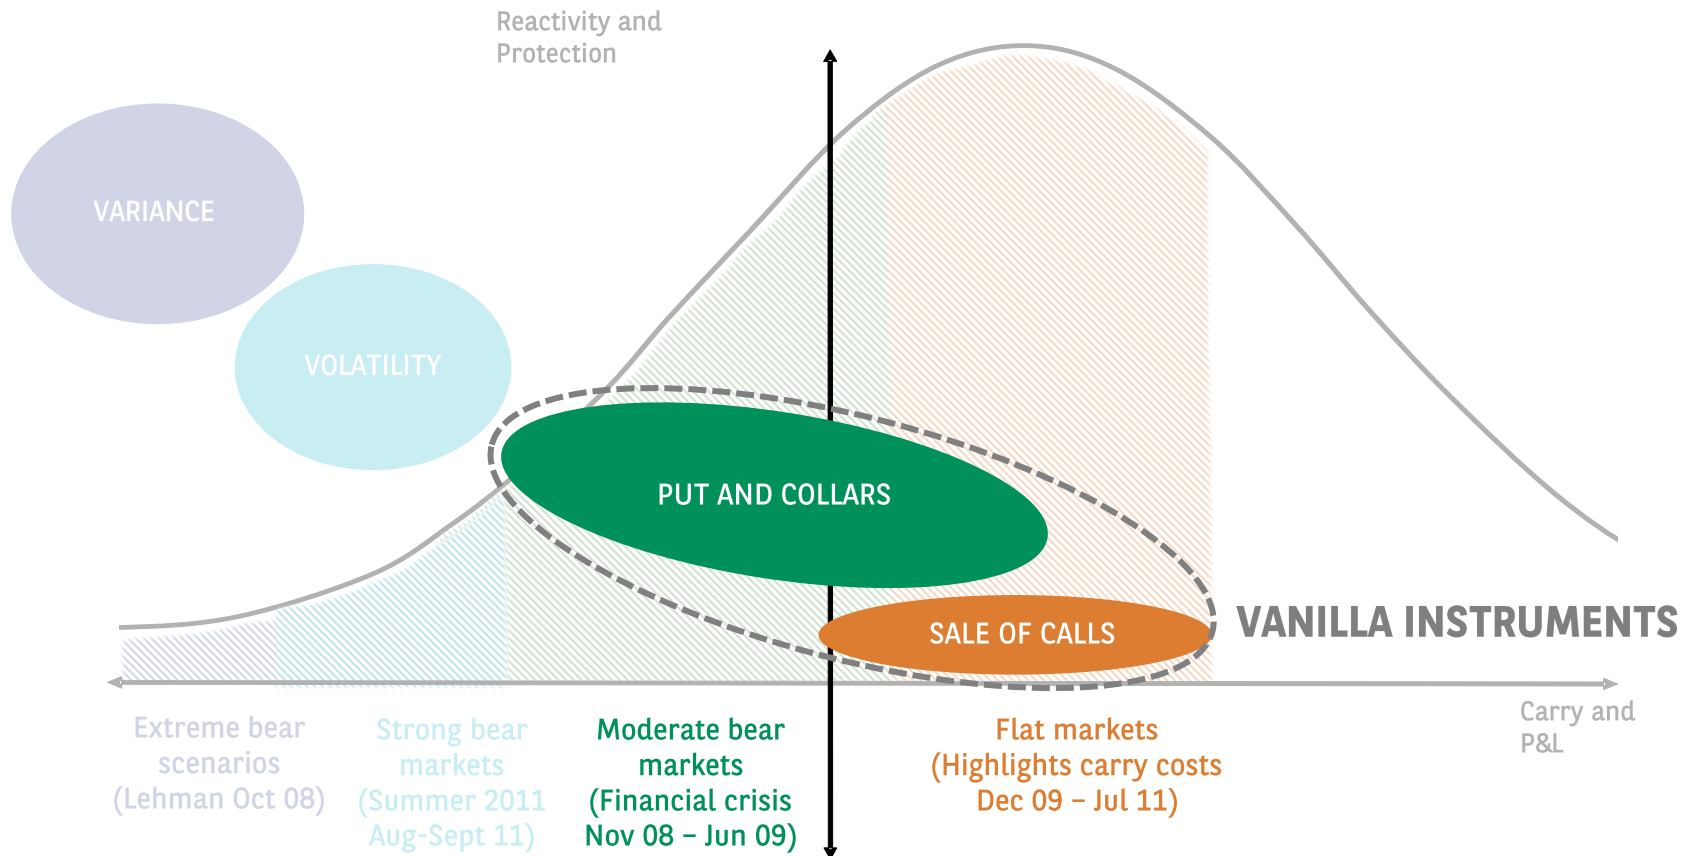 Reactivity and
Protection
VARIANCE
VOLATILITY
PUT AND COLLARS
SALE OF CALLS
VANILLA INSTRUMENTS
Carry and
P&L
Extreme bear
scenarios
(Lehman Oct 08)
Strong bear
markets
(Summer 2011
Aug-Sept 11)
Moderate bear
markets
(Financial crisis
Nov 08 – Jun 09)
Flat markets
(Highlights carry costs
Dec 09 – Jul 11)